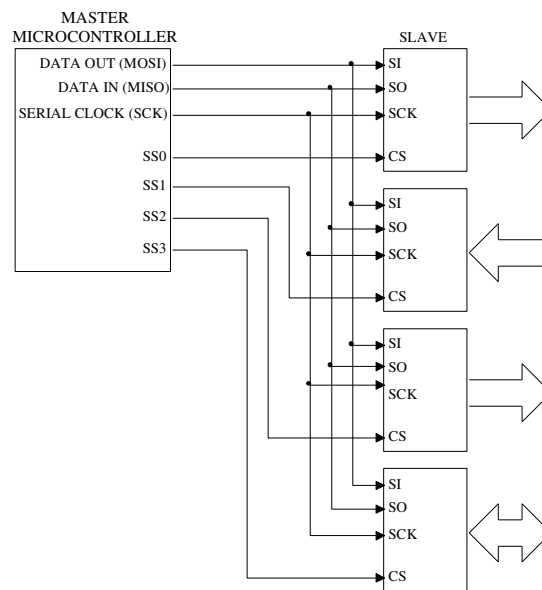 MASTER
MICROCONTROLLER
DATA OUT (MOSI)
DATA IN (MISO)
SERIAL CLOCK (SCK)
SS0
SS1
SS2
SS3
SLAVE
SI
SO
SCK
CS
SI
SO
SCK
CS
SI
SO
SCK
CS
SI
SO
SCK
CS